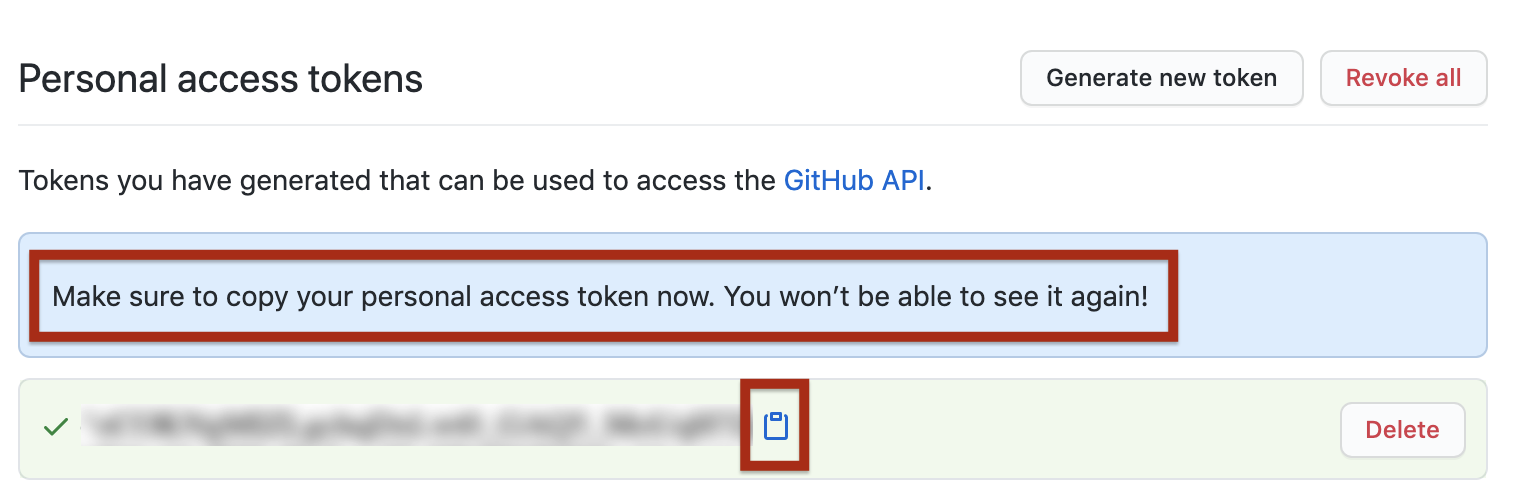 Personal access tokens
Generate new token
Revoke all
Tokens you have generated that can be used to access the GitHub API.
Make sure to copy your personal access token now. You won’t be able to see it again!
Delete